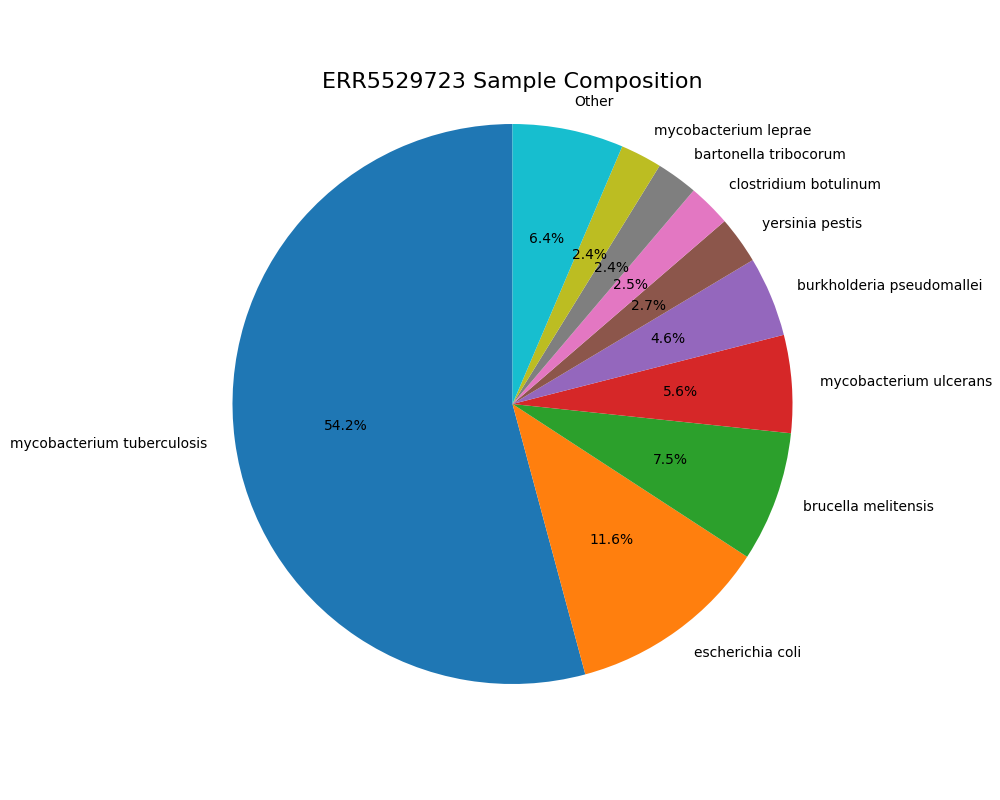 ERR5529723 Sample Composition
Other
mycobacterium leprae
bartonella tribocorum
clostridium botulinum
yersinia pestis
burkholderia pseudomallei
mycobacterium ulcerans
brucella melitensis
escherichia coli
mycobacterium tuberculosis
6.4%
2.4%
2.4%
2.5%
2.7%
4.6%
5.6%
7.5%
11.6%
54.2%